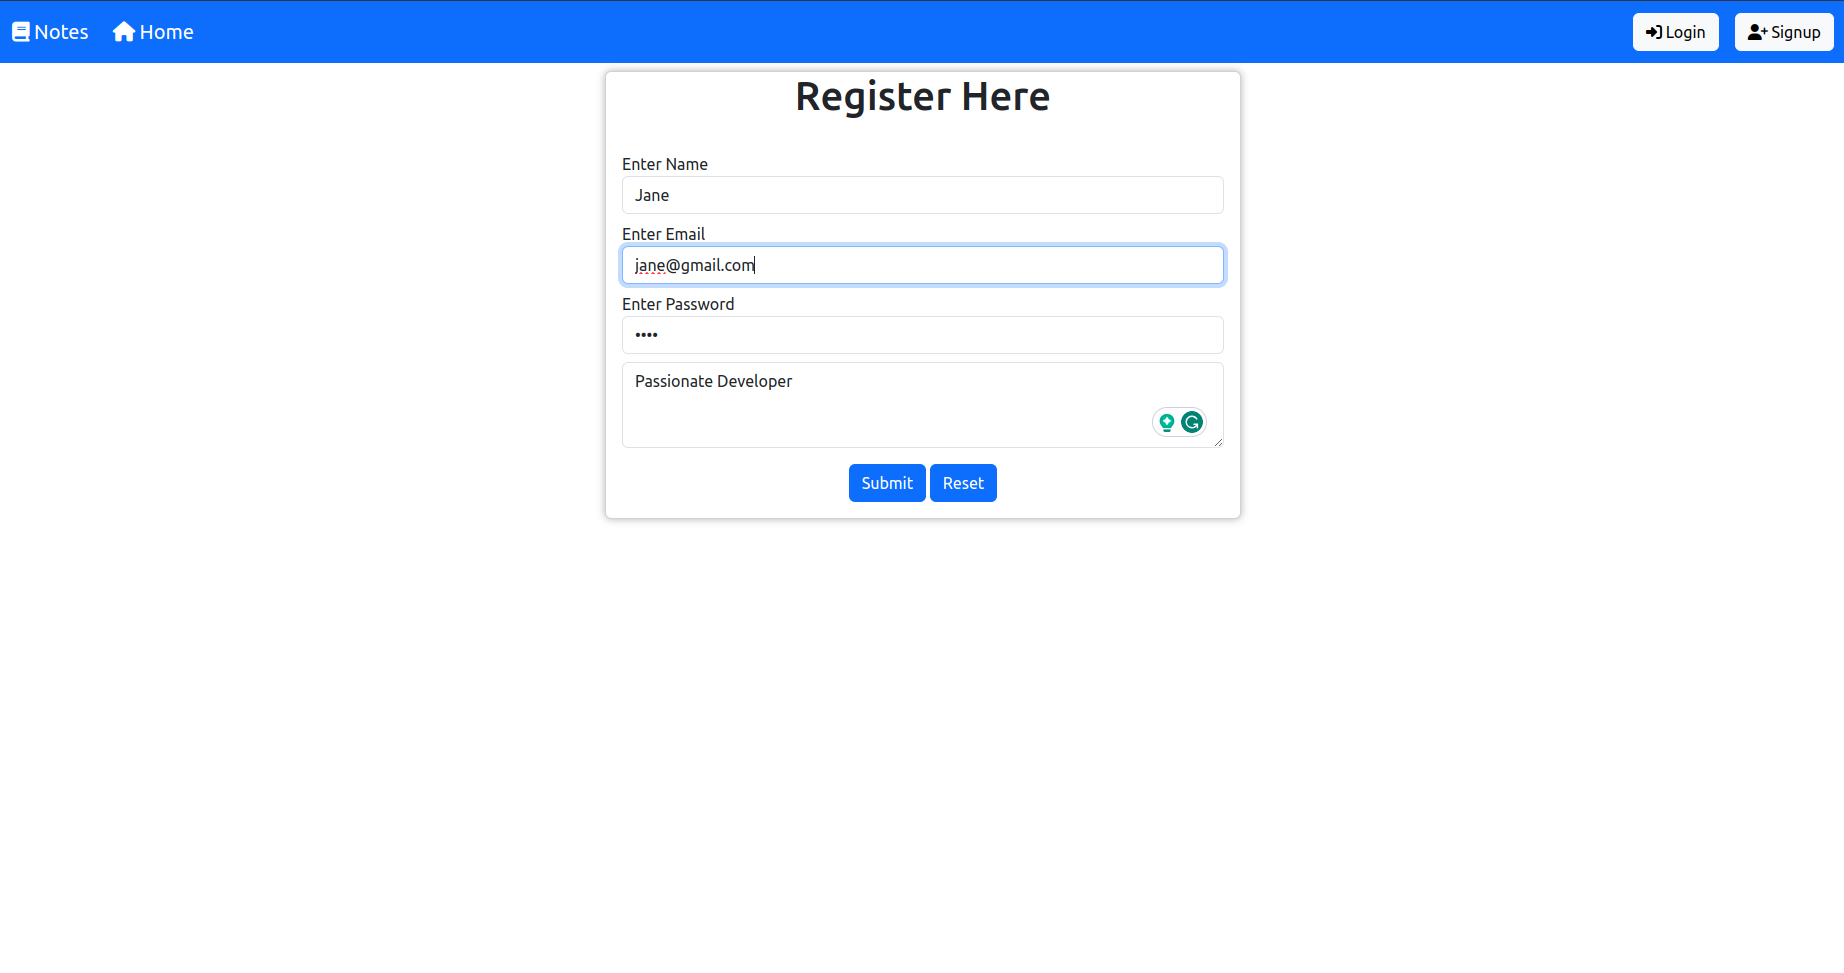 Notes Home Login Signup
Register Here
Enter Name
Jane
Enter Email
jane@gmail.com
Enter Password
••••
Passionate Developer
Submit Reset